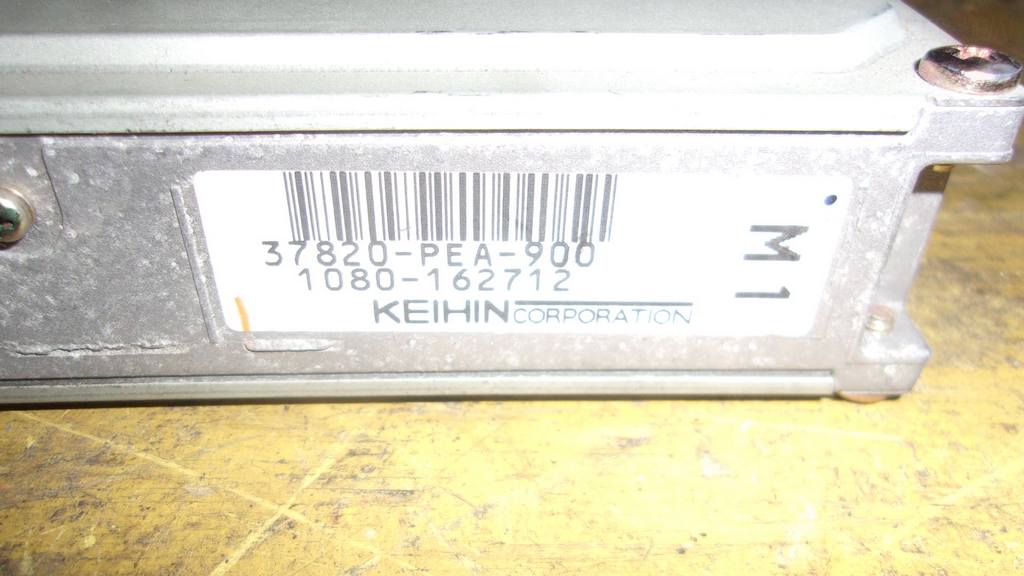 37820-PEA-900
1080-162712
KEIHIN CORPORATION
M1